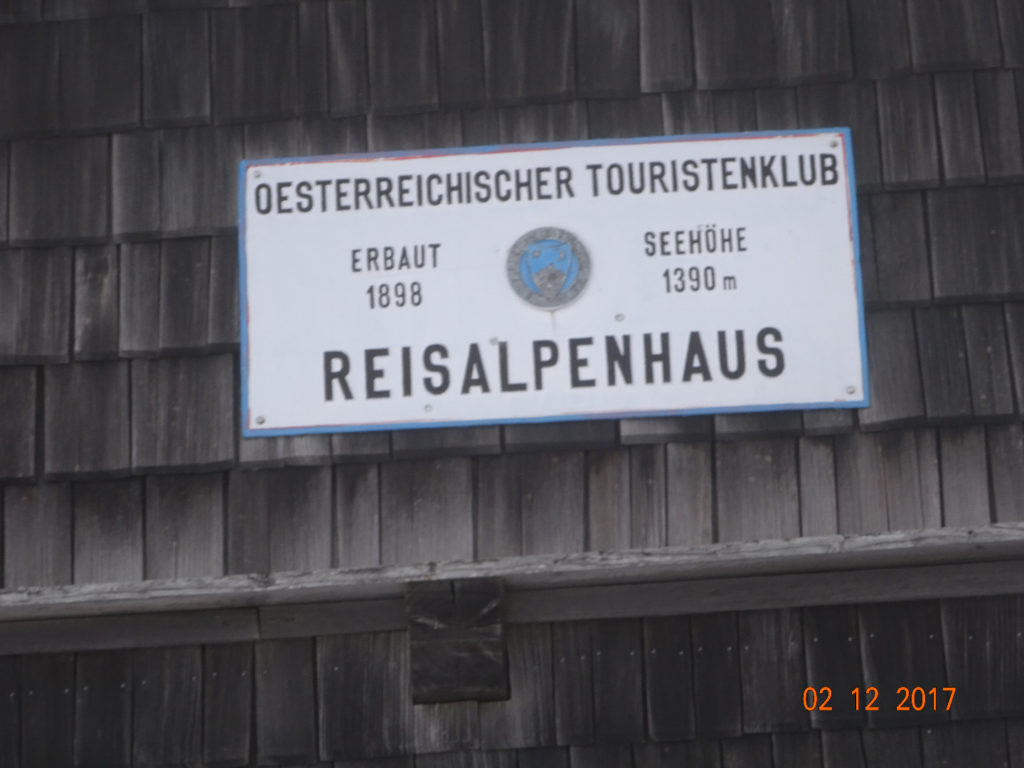 OESTERREICHISCHER TOURISTENKLUB
ERBAUT
1898
SEEHÖHE
1390 m
REISALPENHAUS
02 12 2017